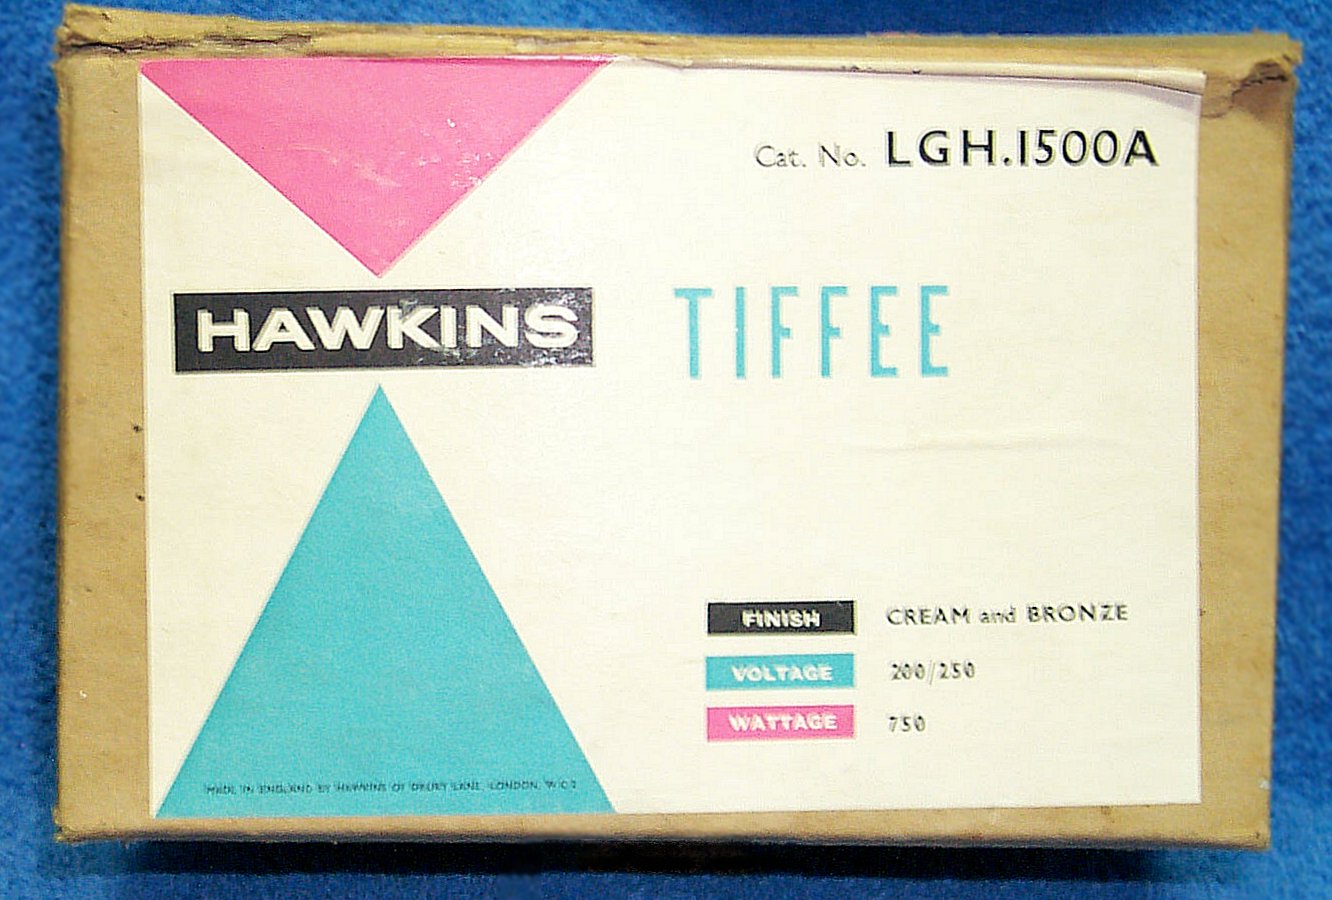 Cat. No. LGH.1500A
HAWKINS
TIFFEE
FINISH CREAM and BRONZE
VOLTAGE 200/250
WATTAGE 750
MADE IN ENGLAND BY HAWKINS OF DRURY LANE, LONDON, W.C.2